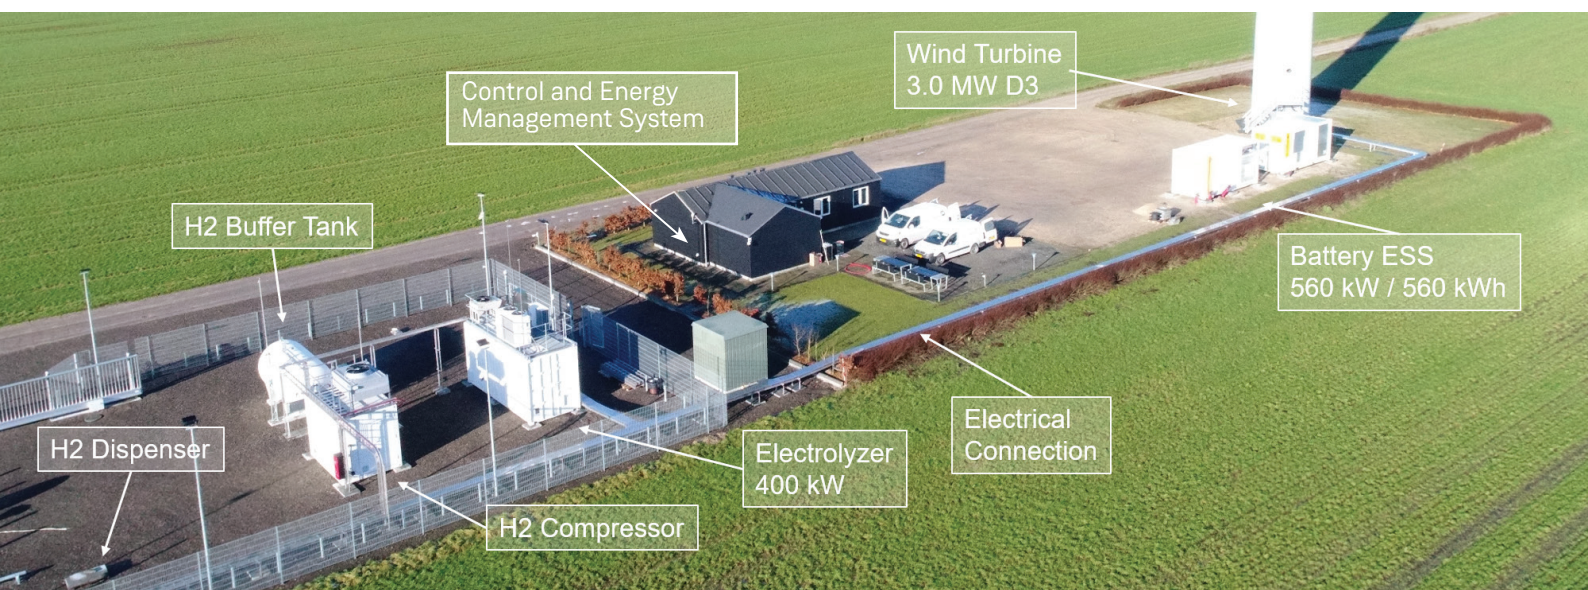 Wind Turbine
3.0 MW D3
Control and Energy
Management System
H2 Buffer Tank
Battery ESS
560 kW / 560 kWh
Electrical
Connection
H2 Dispenser
Electrolyzer
400 kW
H2 Compressor